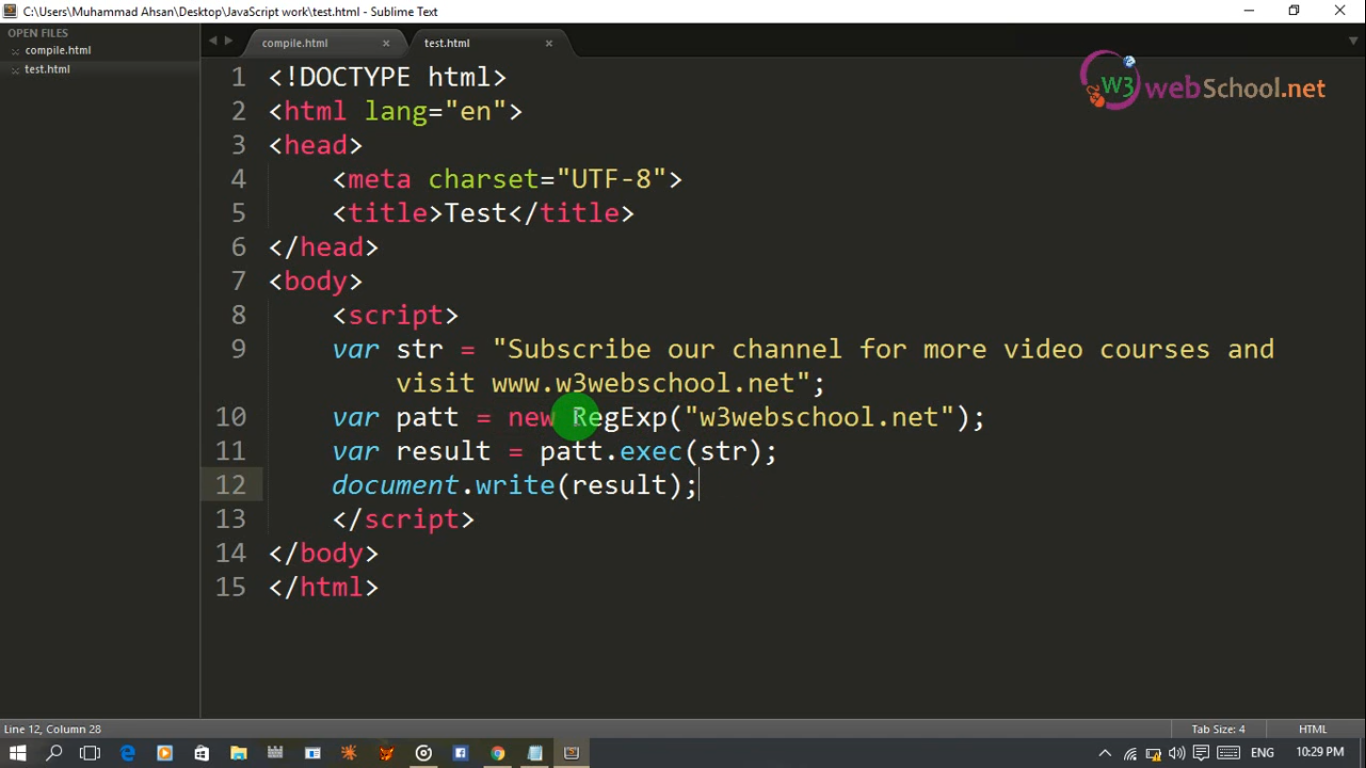 C:\Users\Muhammad Ahsan\Desktop\JavaScript work\test.html - Sublime Text
OPEN FILES
compile.html
test.html
compile.html
test.html
W3 webSchool.net
1 <!DOCTYPE html>
2 <html lang="en">
3 <head>
4 <meta charset="UTF-8">
5 <title>Test</title>
6 </head>
7 <body>
8 <script>
9 var str = "Subscribe our channel for more video courses and
visit www.w3webschool.net";
10 var patt = new RegExp("w3webschool.net");
11 var result = patt.exec(str);
12 document.write(result);
13 </script>
14 </body>
15 </html>
Line 12, Column 28
Tab Size: 4
HTML
ENG
10:29 PM